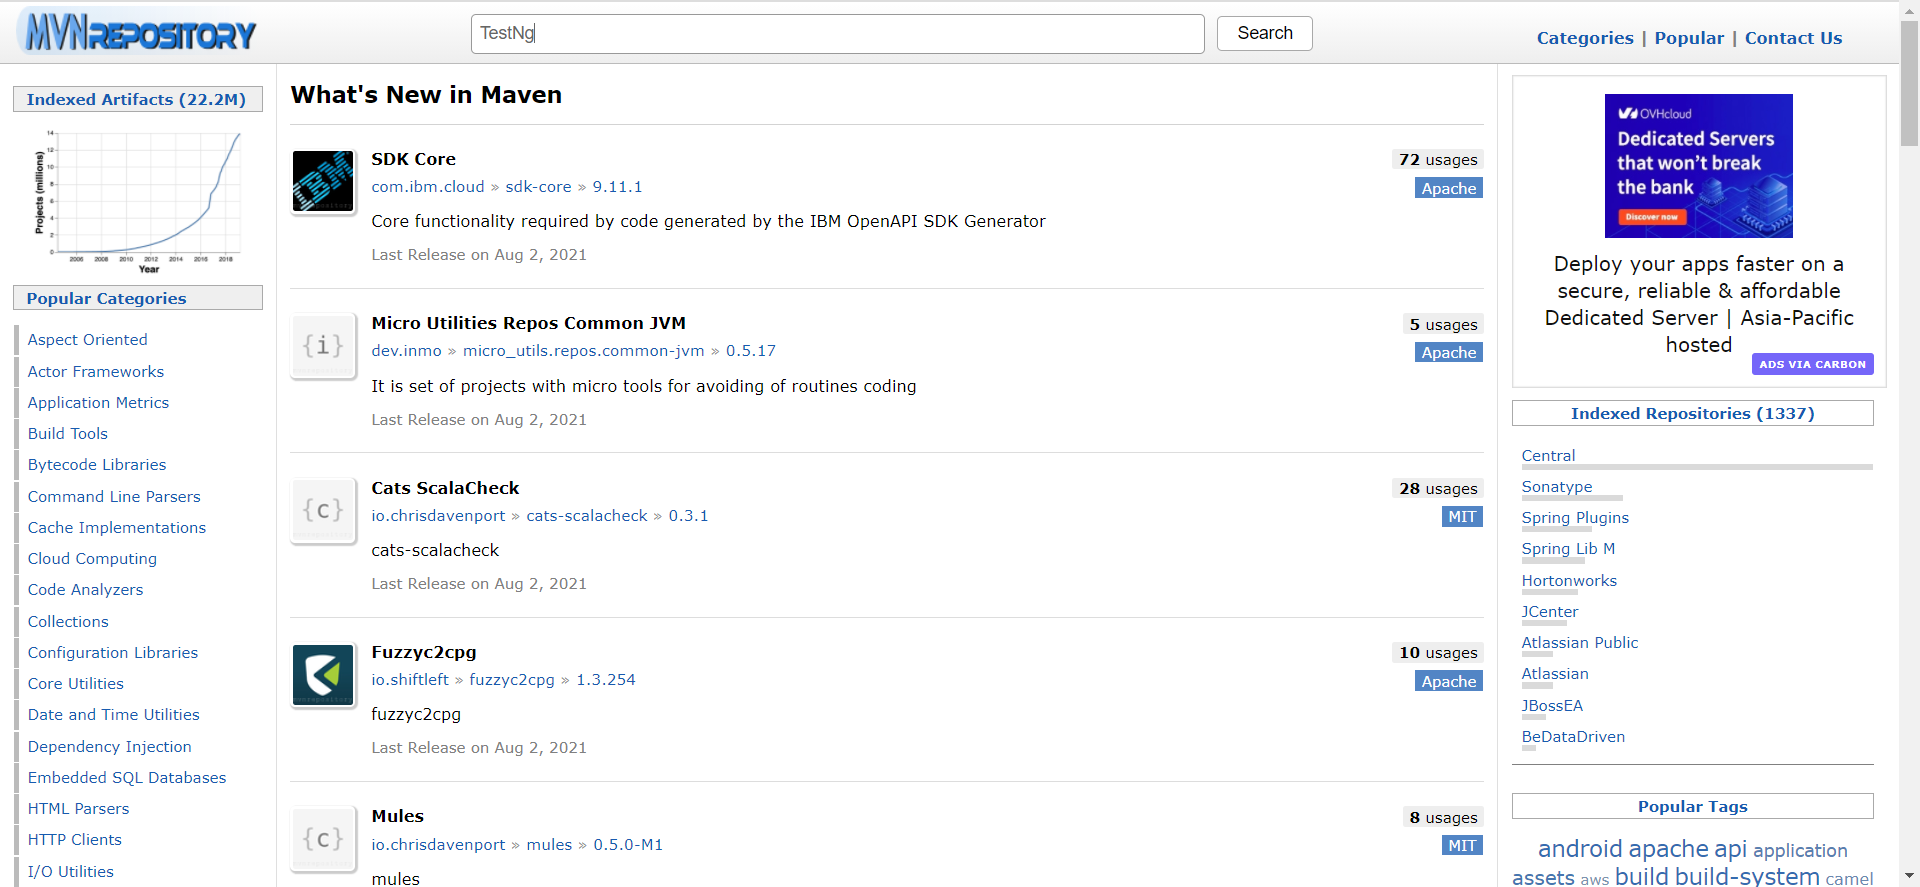 MVNREPOSITORY
TestNg
Search
Categories | Popular | Contact Us
Indexed Artifacts (22.2M)
Projects (millions)
14
12
10
8
6
4
2
0
2006 2008 2010 2012 2014 2016 2018
Year
Popular Categories
Aspect Oriented
Actor Frameworks
Application Metrics
Build Tools
Bytecode Libraries
Command Line Parsers
Cache Implementations
Cloud Computing
Code Analyzers
Collections
Configuration Libraries
Core Utilities
Date and Time Utilities
Dependency Injection
Embedded SQL Databases
HTML Parsers
HTTP Clients
I/O Utilities
What's New in Maven
IBM
SDK Core
72 usages
com.ibm.cloud » sdk-core » 9.11.1
Apache
Core functionality required by code generated by the IBM OpenAPI SDK Generator
Last Release on Aug 2, 2021
{i}
Micro Utilities Repos Common JVM
5 usages
dev.inmo » micro_utils.repos.common-jvm » 0.5.17
Apache
It is set of projects with micro tools for avoiding of routines coding
Last Release on Aug 2, 2021
{c}
Cats ScalaCheck
28 usages
io.chrisdavenport » cats-scalacheck » 0.3.1
MIT
cats-scalacheck
Last Release on Aug 2, 2021
Fuzzyc2cpg
10 usages
io.shiftleft » fuzzyc2cpg » 1.3.254
Apache
fuzzyc2cpg
Last Release on Aug 2, 2021
{c}
Mules
8 usages
io.chrisdavenport » mules » 0.5.0-M1
MIT
mules
OVHcloud
Dedicated Servers
that won't break
the bank
Discover now
Deploy your apps faster on a
secure, reliable & affordable
Dedicated Server | Asia-Pacific
hosted
ADS VIA CARBON
Indexed Repositories (1337)
Central
Sonatype
Spring Plugins
Spring Lib M
Hortonworks
JCenter
Atlassian Public
Atlassian
JBossEA
BeDataDriven
Popular Tags
android apache api application
assets aws build build-system camel